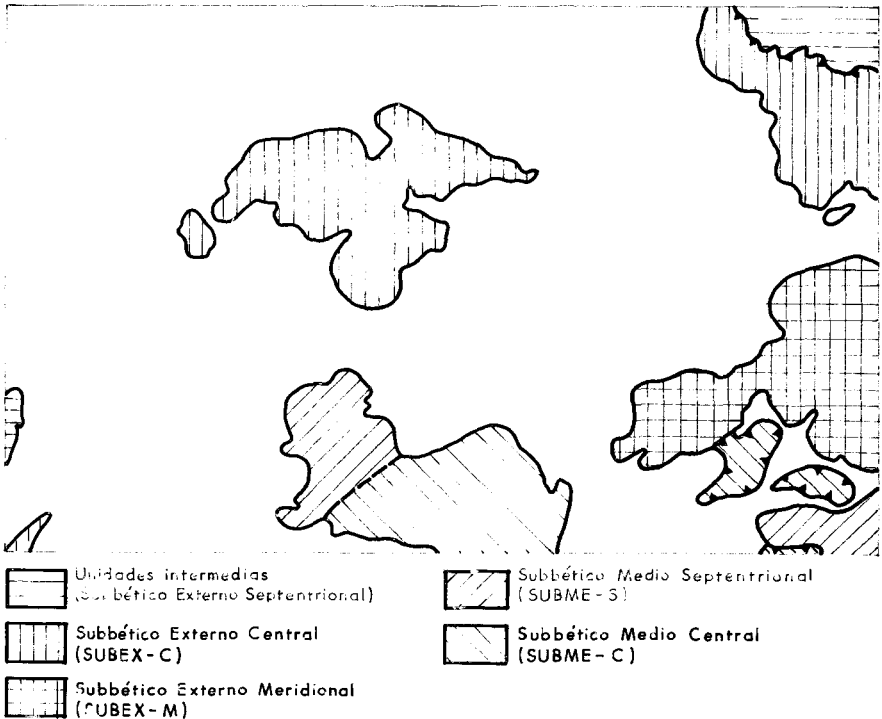 Unidades intermedias
(Subbético Externo Septentrional)
Subbético Externo Central
(SUBEX-C)
Subbético Externo Meridional
(SUBEX-M)
Subbético Medio Septentrional
(SUBME-S)
Subbético Medio Central
(SUBME-C)